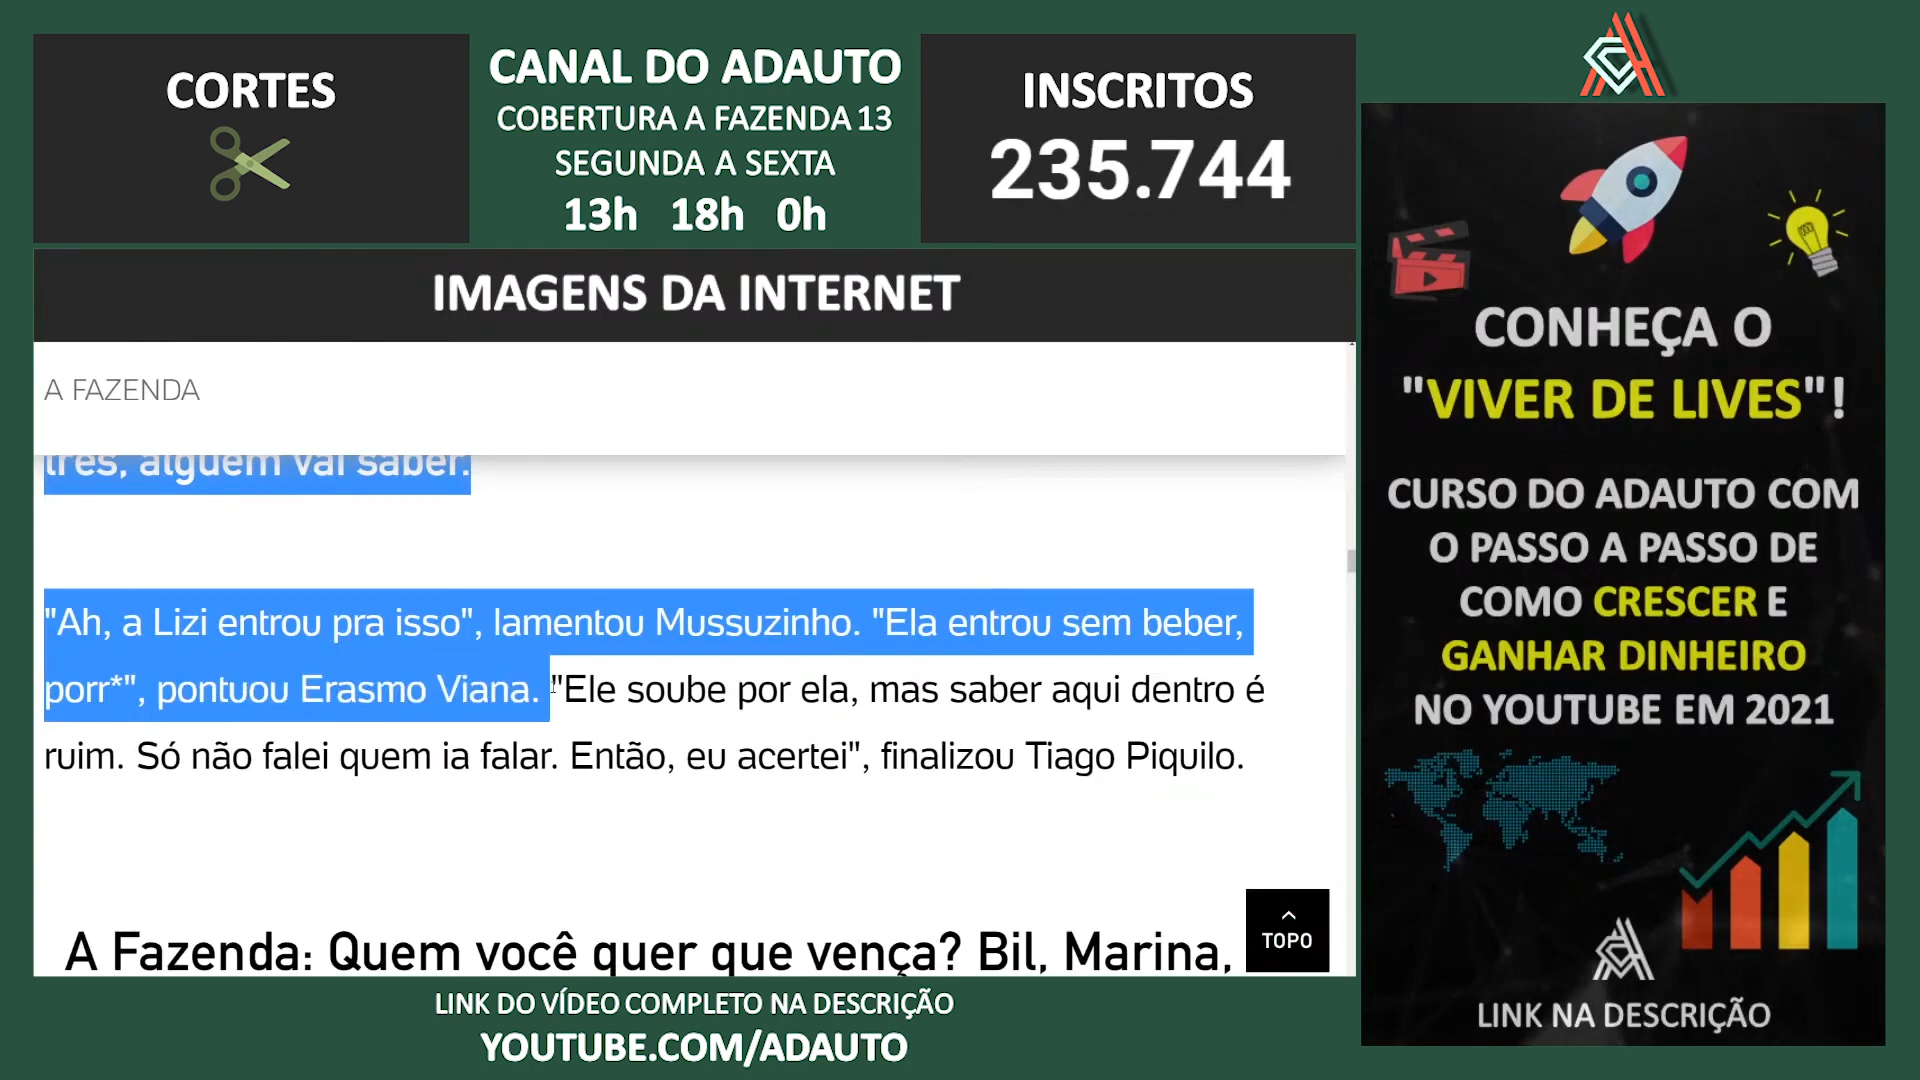 CORTES
CANAL DO ADAUTO
COBERTURA A FAZENDA 13
SEGUNDA A SEXTA
13h 18h 0h
INSCRITOS
235.744
IMAGENS DA INTERNET
A FAZENDA
três, alguém vai saber.
"Ah, a Lizi entrou pra isso", lamentou Mussuzinho. "Ela entrou sem beber,
porr*", pontuou Erasmo Viana. "Ele soube por ela, mas saber aqui dentro é
ruim. Só não falei quem ia falar. Então, eu acertei", finalizou Tiago Piquilo.
A Fazenda: Quem você quer que vença? Bil, Marina,
TOPO
LINK DO VÍDEO COMPLETO NA DESCRIÇÃO
YOUTUBE.COM/ADAUTO
CONHEÇA O
"VIVER DE LIVES"!
CURSO DO ADAUTO COM
O PASSO A PASSO DE
COMO CRESCER E
GANHAR DINHEIRO
NO YOUTUBE EM 2021
LINK NA DESCRIÇÃO